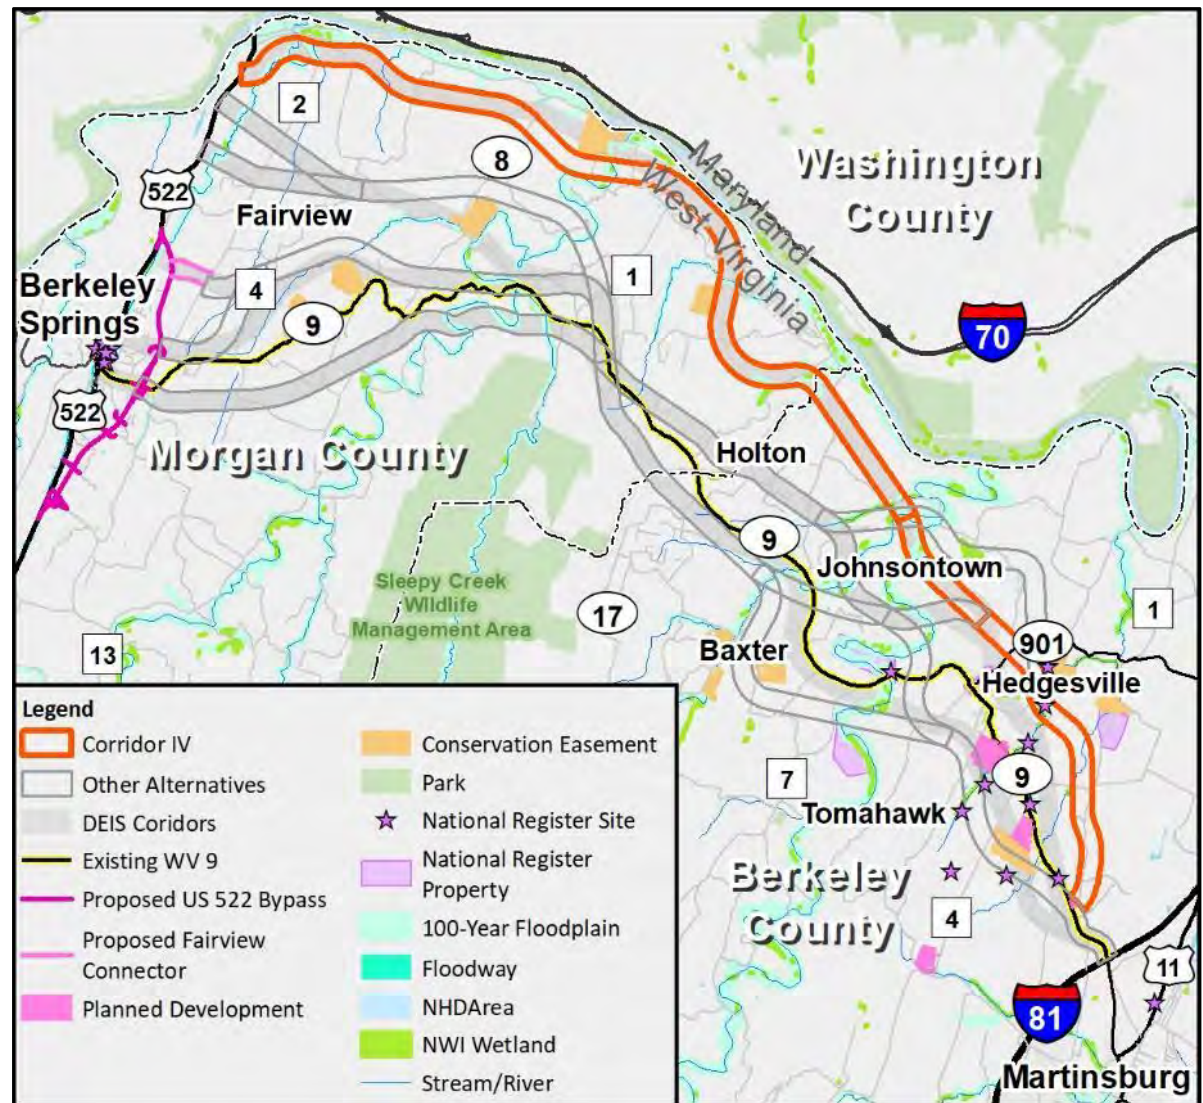 2
8
Maryland
West Virginia
Washington
County
522
Fairview
1
4
Berkeley
Springs
9
70
522
Morgan County
Holton
9
Johnsontown
Sleepy Creek
Wildlife
Management Area
17
1
13
Baxter
901
Hedgesville
9
7
Tomahawk
Berkeley
County
4
11
81
Martinsburg
Legend
Corridor IV
Other Alternatives
DEIS Coridors
Existing WV 9
Proposed US 522 Bypass
Proposed Fairview
Connector
Planned Development
Conservation Easement
Park
National Register Site
National Register
Property
100-Year Floodplain
Floodway
NHDArea
NWI Wetland
Stream/River